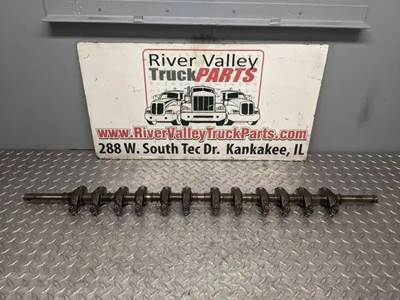 River Valley
TruckPARTS
www.RiverValleyTruckParts.com
288 W. South Tec Dr. Kankakee, IL